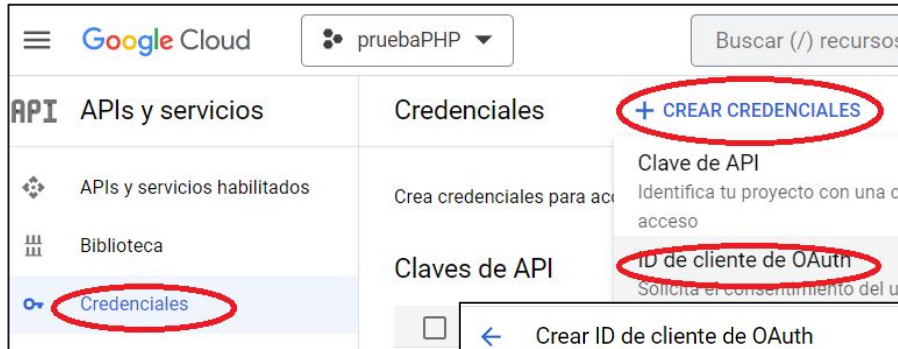 Google Cloud
pruebaPHP
Buscar (/) recursos
API APIs y servicios
Credenciales
+ CREAR CREDENCIALES
APIs y servicios habilitados
Biblioteca
Credenciales
Crea credenciales para
Clave de API
Identifica tu proyecto con una
acceso
ID de cliente de OAuth
Solicita el consentimiento del
Claves de API
Crear ID de cliente de OAuth